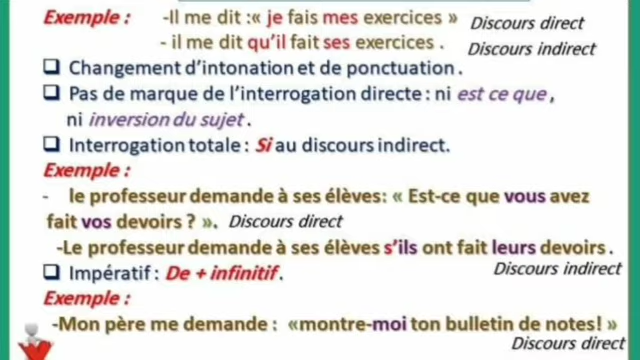 Exemple : -Il me dit :« je fais mes exercices » Discours direct
- il me dit qu’il fait ses exercices . Discours indirect
Changement d’intonation et de ponctuation .
Pas de marque de l’interrogation directe : ni est ce que ,
ni inversion du sujet .
Interrogation totale : Si au discours indirect.
Exemple :
- le professeur demande à ses élèves: « Est-ce que vous avez
fait vos devoirs ? ». Discours direct
-Le professeur demande à ses élèves s’ils ont fait leurs devoirs .
Discours indirect
Impératif : De + infinitif .
Exemple :
-Mon père me demande : «montre-moi ton bulletin de notes! »
Discours direct